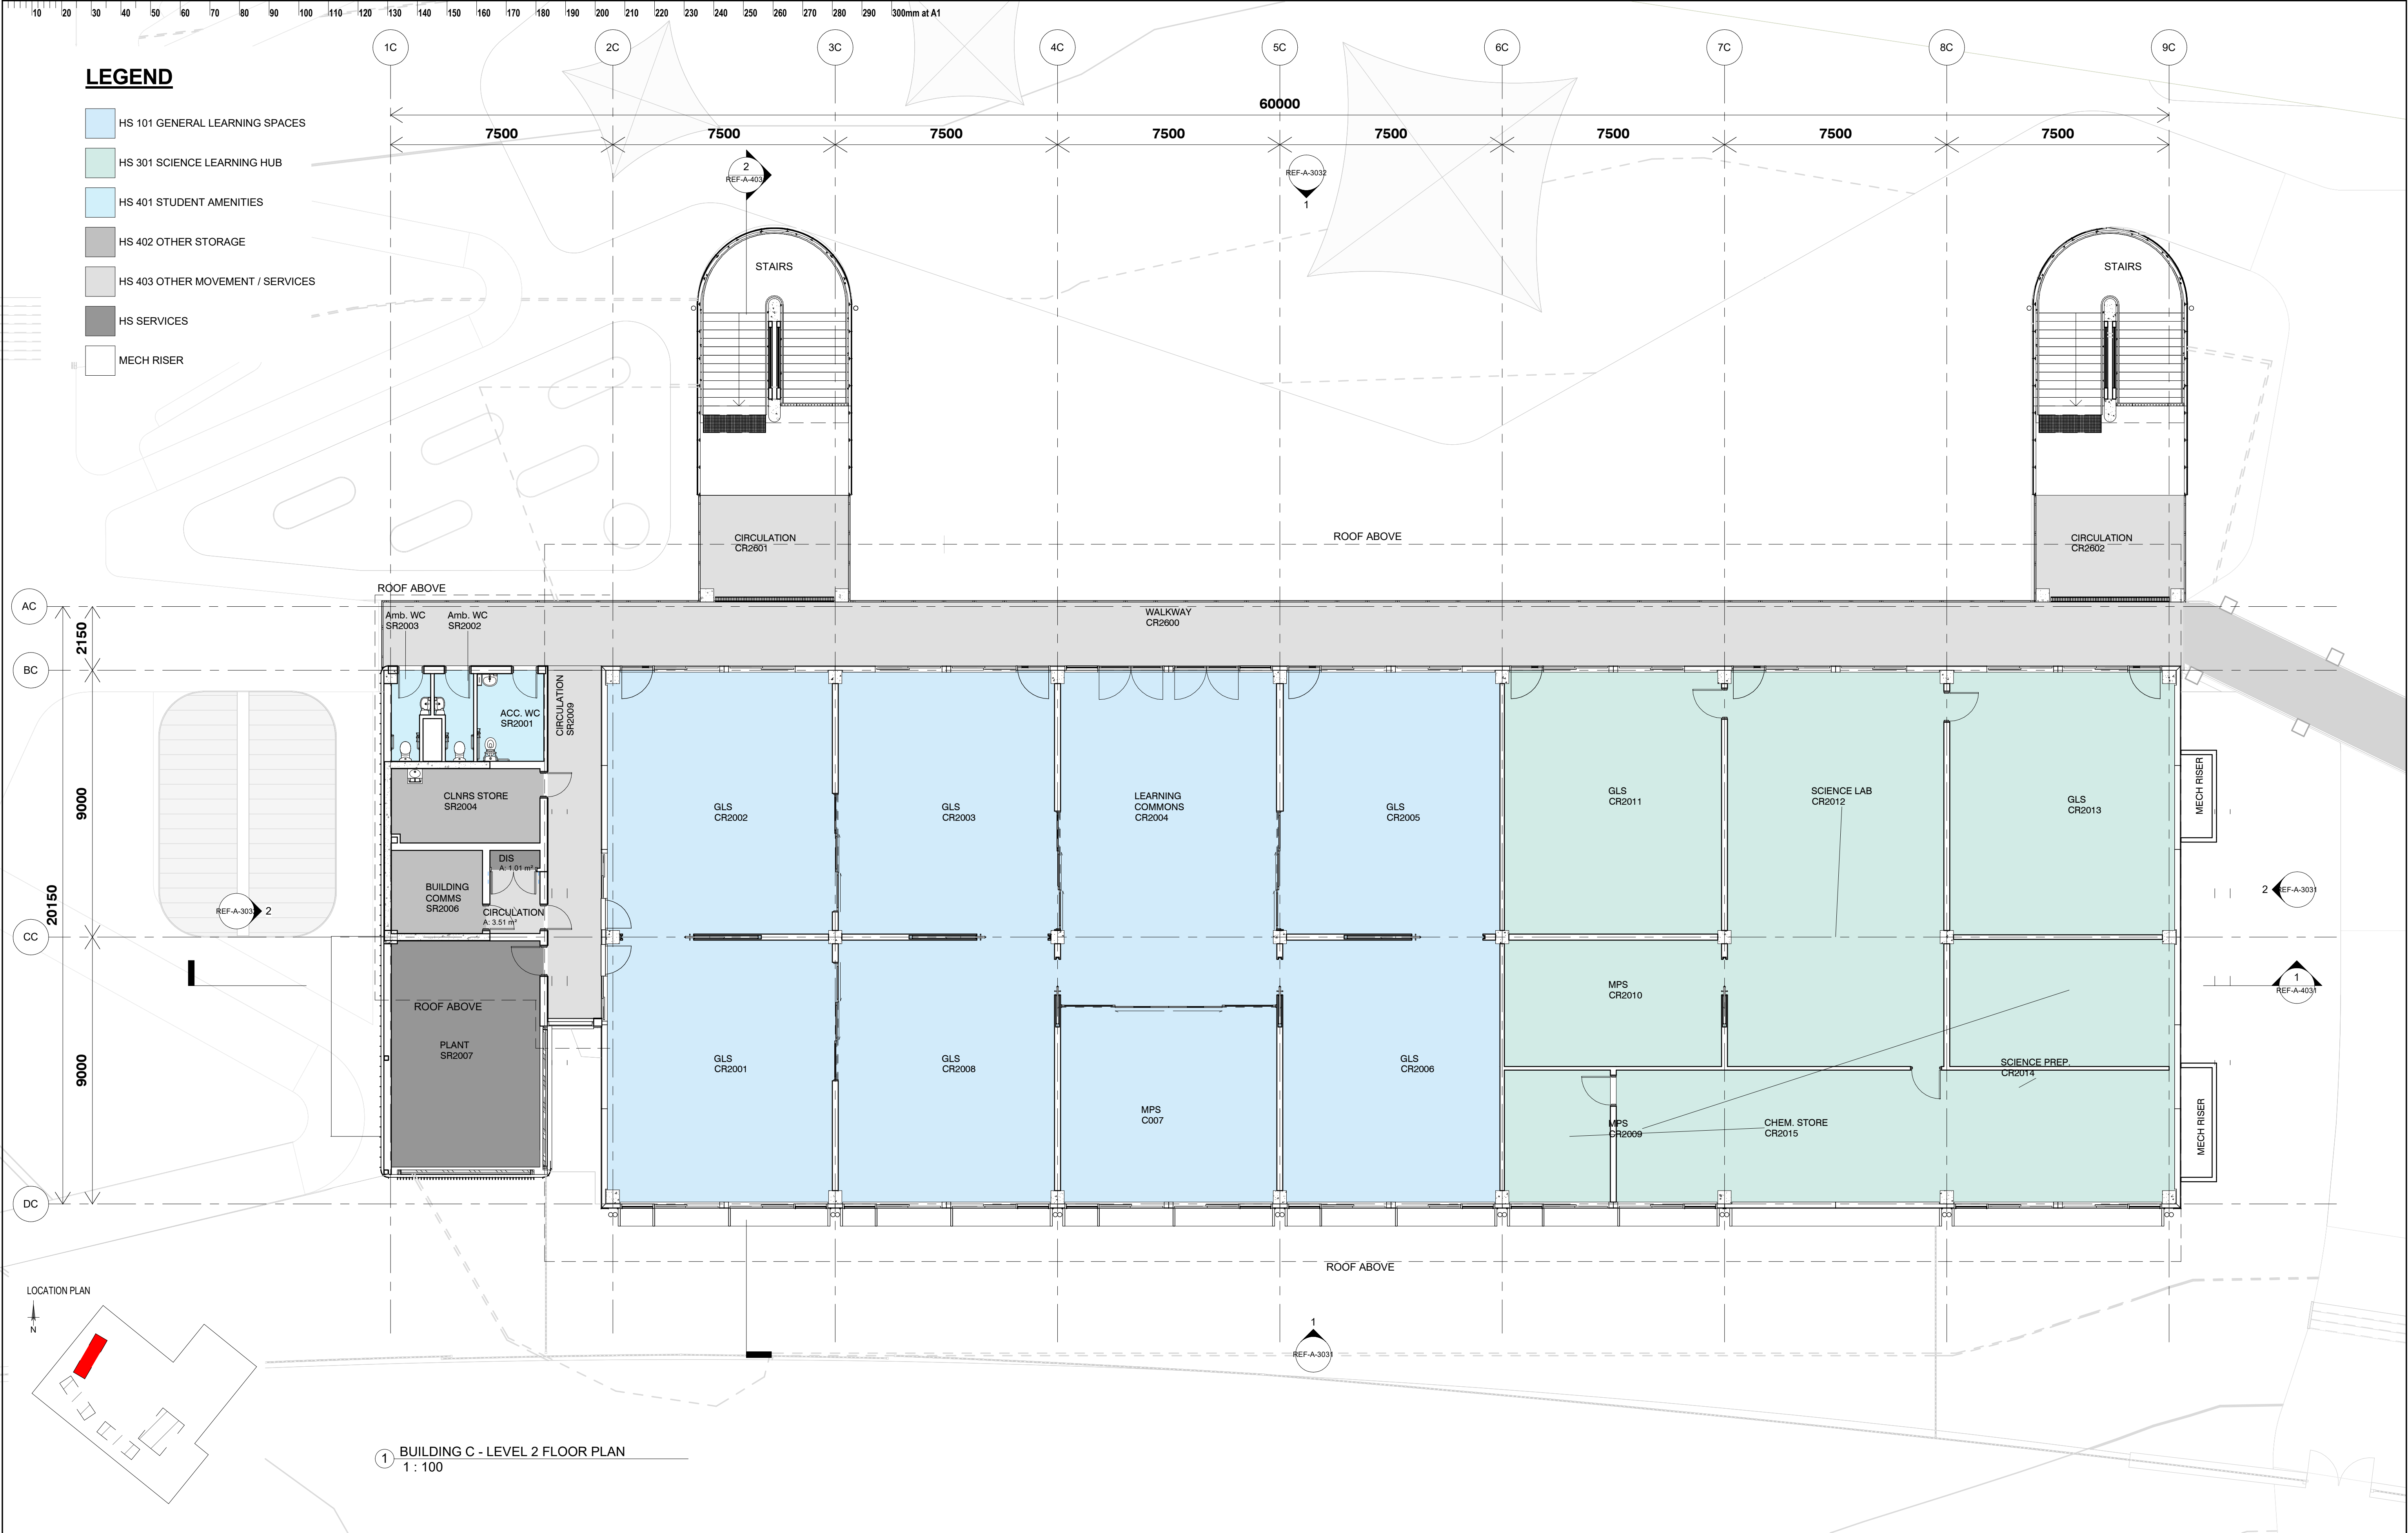 10 20 30 40 50 60 70 80 90 100 110 120 130 140 150 160 170 180 190 200 210 220 230 240 250 260 270 280 290 300mm at A1
1C 2C 3C 4C 5C 6C 7C 8C 9C
LEGEND
HS 101 GENERAL LEARNING SPACES
HS 301 SCIENCE LEARNING HUB
HS 401 STUDENT AMENITIES
HS 402 OTHER STORAGE
HS 403 OTHER MOVEMENT / SERVICES
HS SERVICES
MECH RISER
60000
7500 7500 7500 7500 7500 7500 7500 7500
2
REF-A-403
REF-A-3032
1
STAIRS
STAIRS
CIRCULATION
CR2601
ROOF ABOVE
CIRCULATION
CR2602
ROOF ABOVE
AC
BC
CC
DC
2150
9000
20150
9000
Amb. WC
SR2003
Amb. WC
SR2002
WALKWAY
CR2600
ACC. WC
SR2001
CIRCULATION
SR2009
CLNRS STORE
SR2004
DIS
A: 1.01 m²
BUILDING
COMMS
SR2006
CIRCULATION
A: 3.51 m²
ROOF ABOVE
PLANT
SR2007
GLS
CR2002
GLS
CR2003
LEARNING
COMMONS
CR2004
GLS
CR2005
GLS
CR2011
SCIENCE LAB
CR2012
GLS
CR2013
MECH RISER
REF-A-303
2
2
REF-A-3031
1
REF-A-4031
MPS
CR2010
GLS
CR2001
GLS
CR2008
MPS
C007
GLS
CR2006
MPS
CR2009
CHEM. STORE
CR2015
SCIENCE PREP.
CR2014
MECH RISER
ROOF ABOVE
1
REF-A-3031
LOCATION PLAN
N
1
BUILDING C - LEVEL 2 FLOOR PLAN
1 : 100